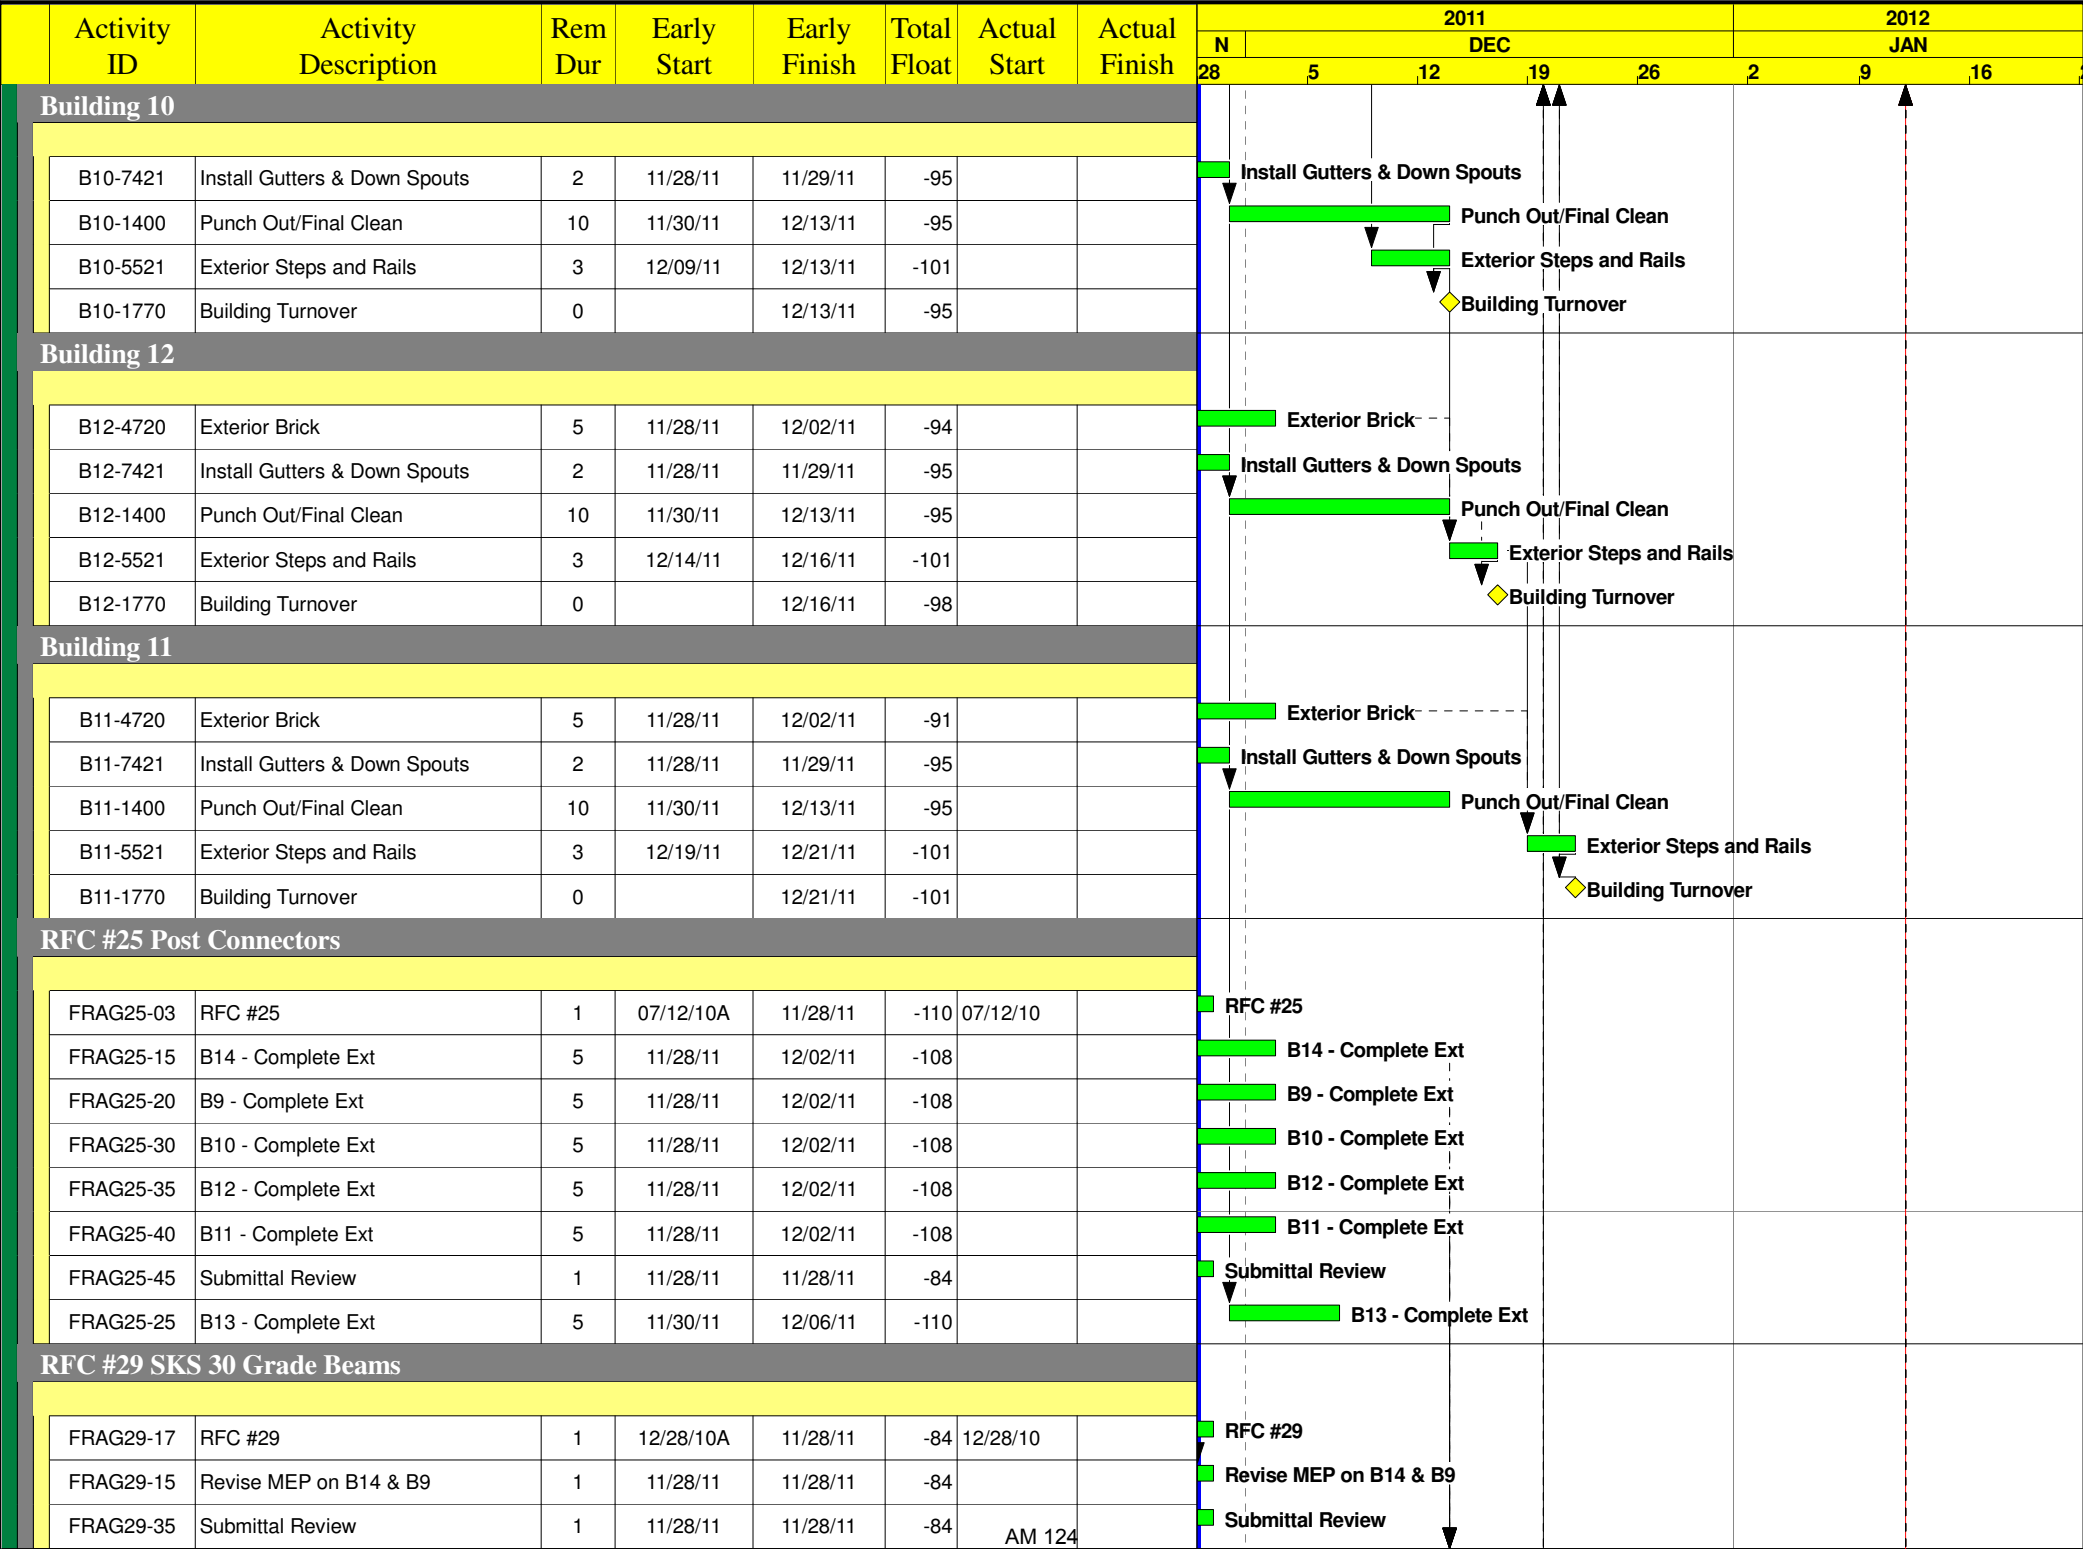 Activity ID Activity Description Rem Dur Early Start Early Finish Total Float Actual Start Actual Finish
2011 2012
N DEC JAN
28 5 12 19 26 2 9 16
Building 10
B10-7421 Install Gutters & Down Spouts 2 11/28/11 11/29/11 -95 Install Gutters & Down Spouts
B10-1400 Punch Out/Final Clean 10 11/30/11 12/13/11 -95 Punch Out/Final Clean
B10-5521 Exterior Steps and Rails 3 12/09/11 12/13/11 -101 Exterior Steps and Rails
B10-1770 Building Turnover 0 12/13/11 -95 Building Turnover
Building 12
B12-4720 Exterior Brick 5 11/28/11 12/02/11 -94 Exterior Brick
B12-7421 Install Gutters & Down Spouts 2 11/28/11 11/29/11 -95 Install Gutters & Down Spouts
B12-1400 Punch Out/Final Clean 10 11/30/11 12/13/11 -95 Punch Out/Final Clean
B12-5521 Exterior Steps and Rails 3 12/14/11 12/16/11 -101 Exterior Steps and Rails
B12-1770 Building Turnover 0 12/16/11 -98 Building Turnover
Building 11
B11-4720 Exterior Brick 5 11/28/11 12/02/11 -91 Exterior Brick
B11-7421 Install Gutters & Down Spouts 2 11/28/11 11/29/11 -95 Install Gutters & Down Spouts
B11-1400 Punch Out/Final Clean 10 11/30/11 12/13/11 -95 Punch Out/Final Clean
B11-5521 Exterior Steps and Rails 3 12/19/11 12/21/11 -101 Exterior Steps and Rails
B11-1770 Building Turnover 0 12/21/11 -101 Building Turnover
RFC #25 Post Connectors
FRAG25-03 RFC #25 1 07/12/10A 11/28/11 -110 07/12/10 RFC #25
FRAG25-15 B14 - Complete Ext 5 11/28/11 12/02/11 -108 B14 - Complete Ext
FRAG25-20 B9 - Complete Ext 5 11/28/11 12/02/11 -108 B9 - Complete Ext
FRAG25-30 B10 - Complete Ext 5 11/28/11 12/02/11 -108 B10 - Complete Ext
FRAG25-35 B12 - Complete Ext 5 11/28/11 12/02/11 -108 B12 - Complete Ext
FRAG25-40 B11 - Complete Ext 5 11/28/11 12/02/11 -108 B11 - Complete Ext
FRAG25-45 Submittal Review 1 11/28/11 11/28/11 -84 Submittal Review
FRAG25-25 B13 - Complete Ext 5 11/30/11 12/06/11 -110 B13 - Complete Ext
RFC #29 SKS 30 Grade Beams
FRAG29-17 RFC #29 1 12/28/10A 11/28/11 -84 12/28/10 RFC #29
FRAG29-15 Revise MEP on B14 & B9 1 11/28/11 11/28/11 -84 Revise MEP on B14 & B9
FRAG29-35 Submittal Review 1 11/28/11 11/28/11 -84 Submittal Review
AM 124